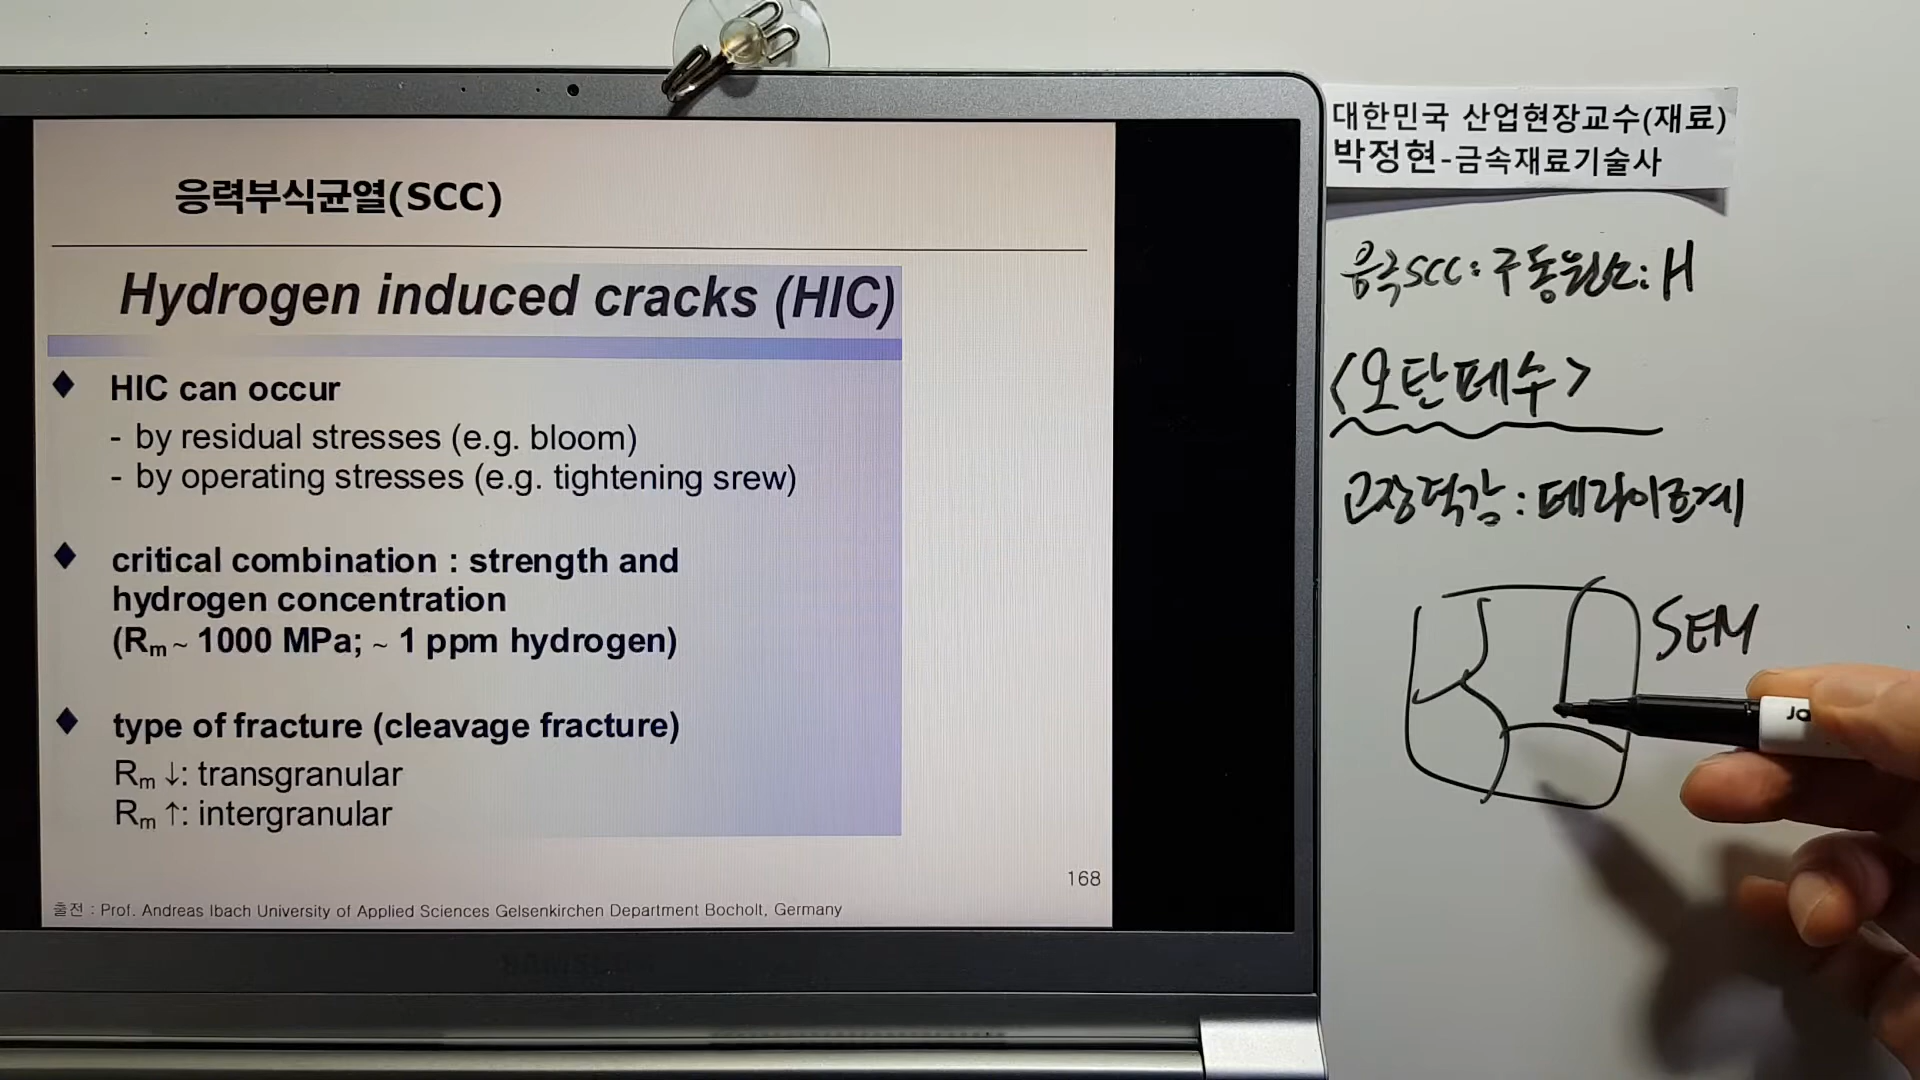 응력부식균열(SCC)
Hydrogen induced cracks (HIC)
HIC can occur
- by residual stresses (e.g. bloom)
- by operating stresses (e.g. tightening srew)
critical combination : strength and
hydrogen concentration
(Rm ~ 1000 MPa; ~ 1 ppm hydrogen)
type of fracture (cleavage fracture)
Rm ↓: transgranular
Rm ↑: intergranular
168
출전 : Prof. Andreas Ibach University of Applied Sciences Gelsenkirchen Department Bocholt, Germany
대한민국 산업현장교수(재료)
박정현-금속재료기술사
음극SCC: 구동원소: H
<오탄페수>
고장력강 : 페라이트계
SEM
Ja